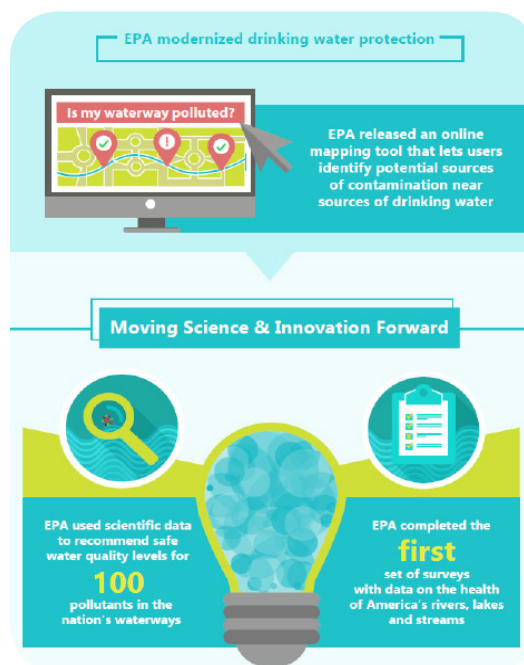 EPA modernized drinking water protection
Is my waterway polluted?
EPA released an online
mapping tool that lets users
identify potential sources
of contamination near
sources of drinking water
Moving Science & Innovation Forward
EPA used scientific data
to recommend safe
water quality levels for
100
pollutants in the
nation's waterways
EPA completed the
first
set of surveys
with data on the health
of America's rivers, lakes
and streams